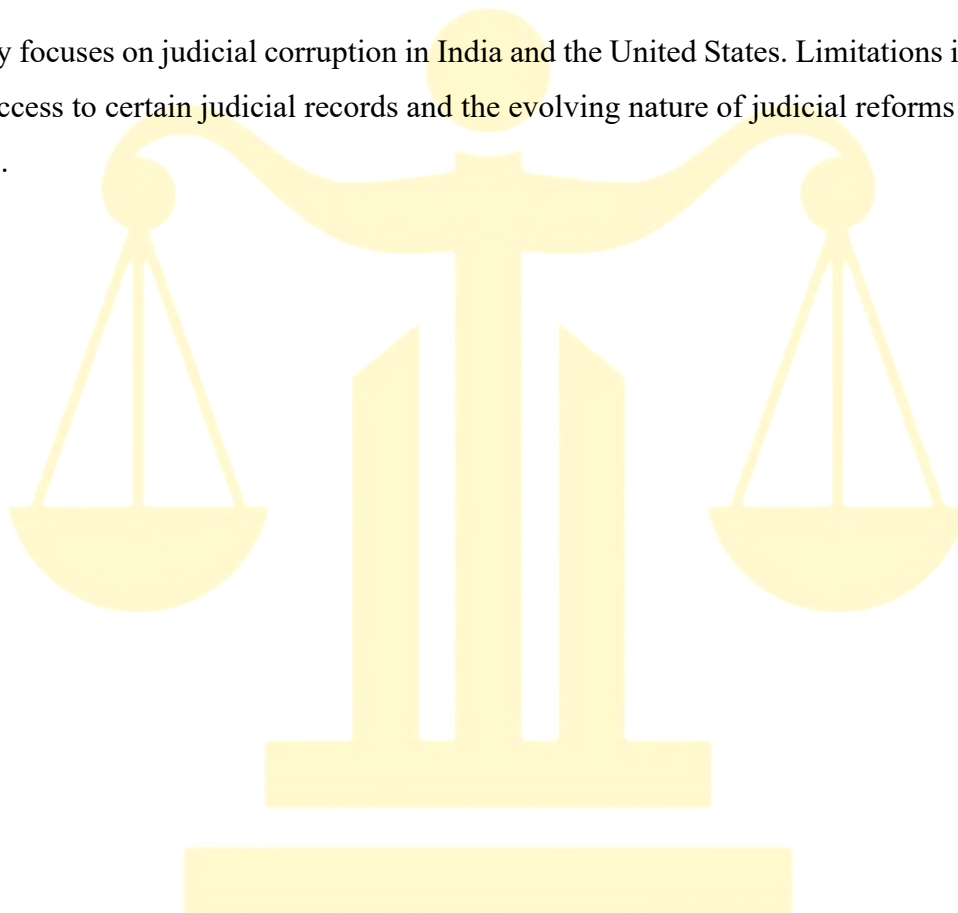 y focuses on judicial corruption in India and the United States. Limitations i
ccess to certain judicial records and the evolving nature of judicial reforms
.